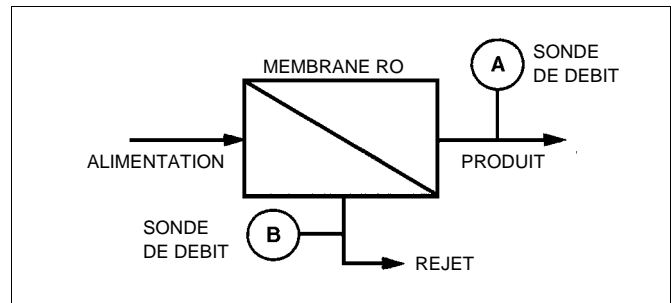 MEMBRANE RO
A
SONDE
DE DEBIT
ALIMENTATION
PRODUIT
SONDE
DE DEBIT
B
REJET